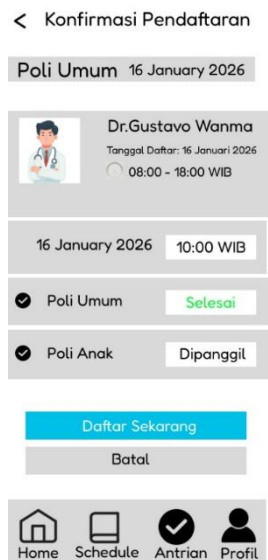 < Konfirmasi Pendaftaran
Poli Umum 16 January 2026
Dr.Gustavo Wanma
Tanggal Daftar: 16 Januari 2026
08:00 - 18:00 WIB
16 January 2026 10:00 WIB
Poli Umum Selesai
Poli Anak Dipanggil
Daftar Sekarang
Batal
Home Schedule Antrian Profil